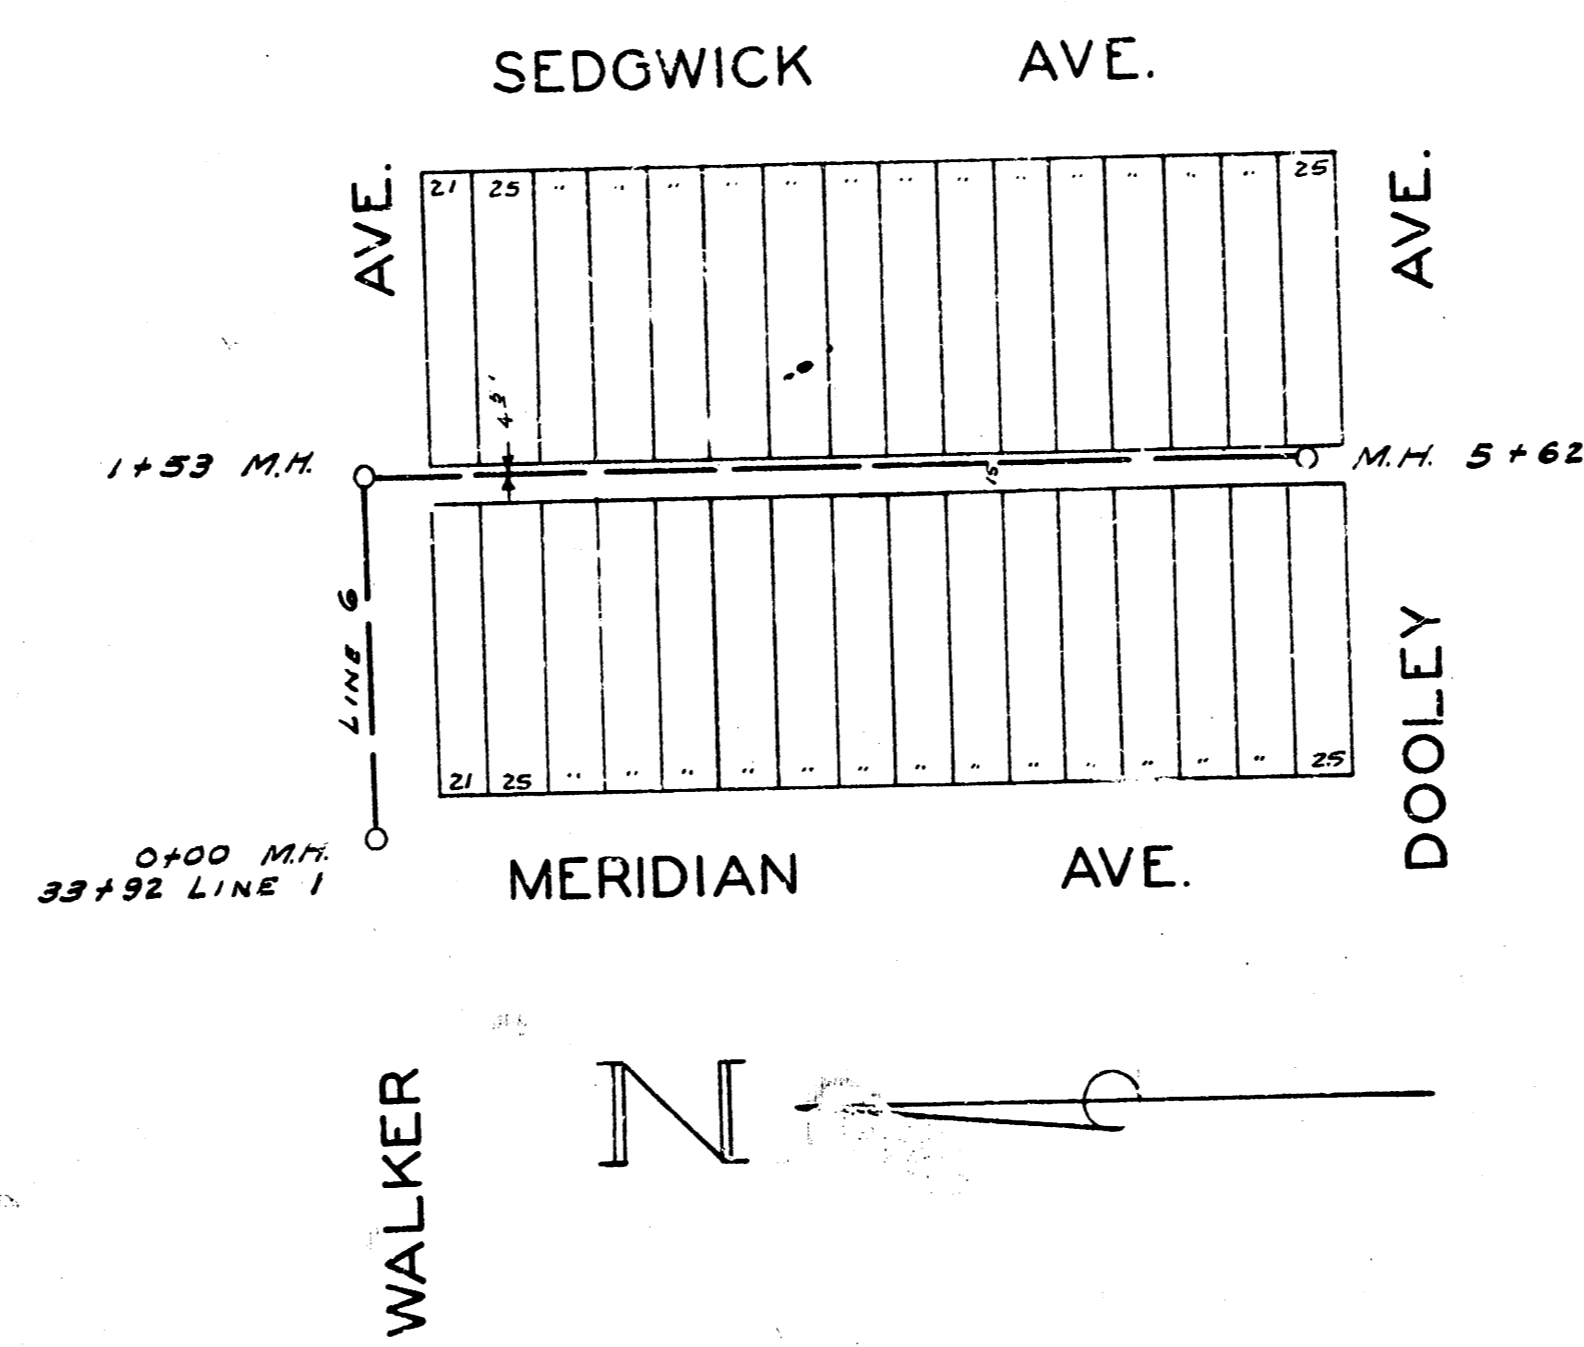 SEDGWICK AVE.
AVE.
21 25 " " " " " " " " " " " " " 25
AVE.
4 5'
1+53 M.H.
15
M.H. 5+62
LINE 6
21 25 " " " " " " " " " " " " " 25
DOOLEY
0+00 M.H.
33+92 LINE 1
MERIDIAN AVE.
WALKER
N